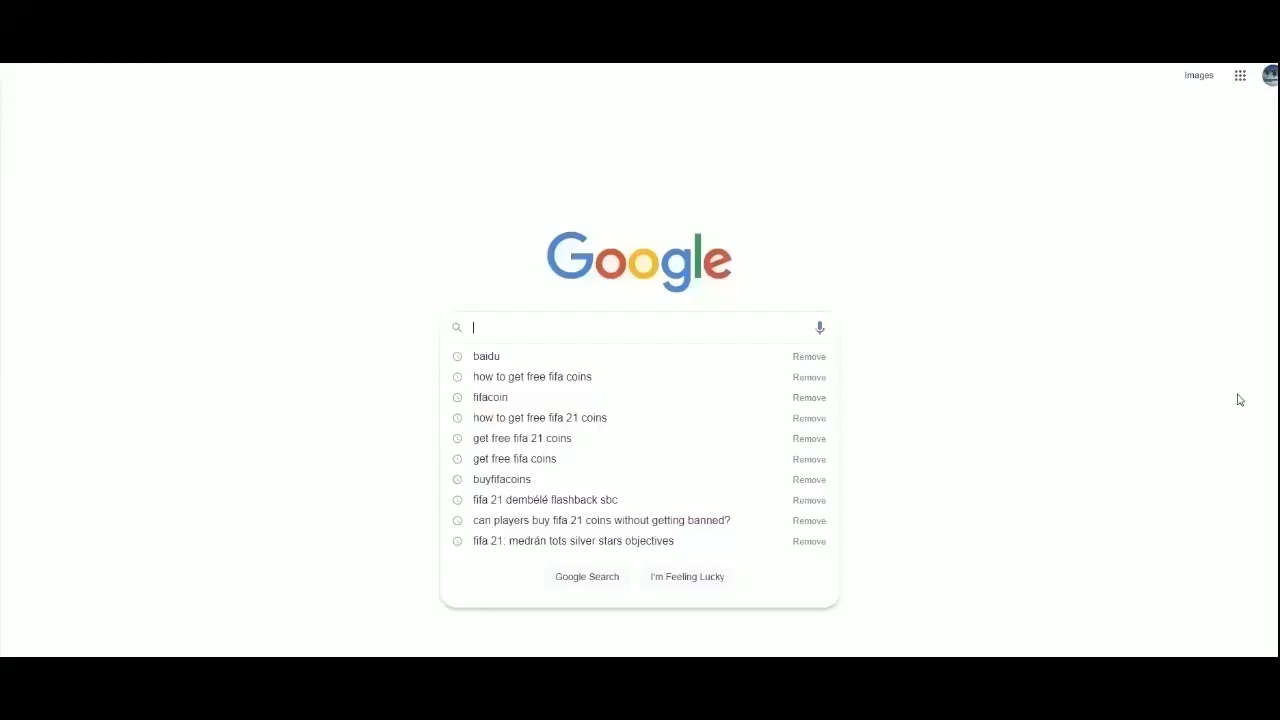 Images
Google
baidu Remove
how to get free fifa coins Remove
fifacoin Remove
how to get free fifa 21 coins Remove
get free fifa 21 coins Remove
get free fifa coins Remove
buyfifacoins Remove
fifa 21 dembélé flashback sbc Remove
can players buy fifa 21 coins without getting banned? Remove
fifa 21: medrán tots silver stars objectives Remove
Google Search I'm Feeling Lucky